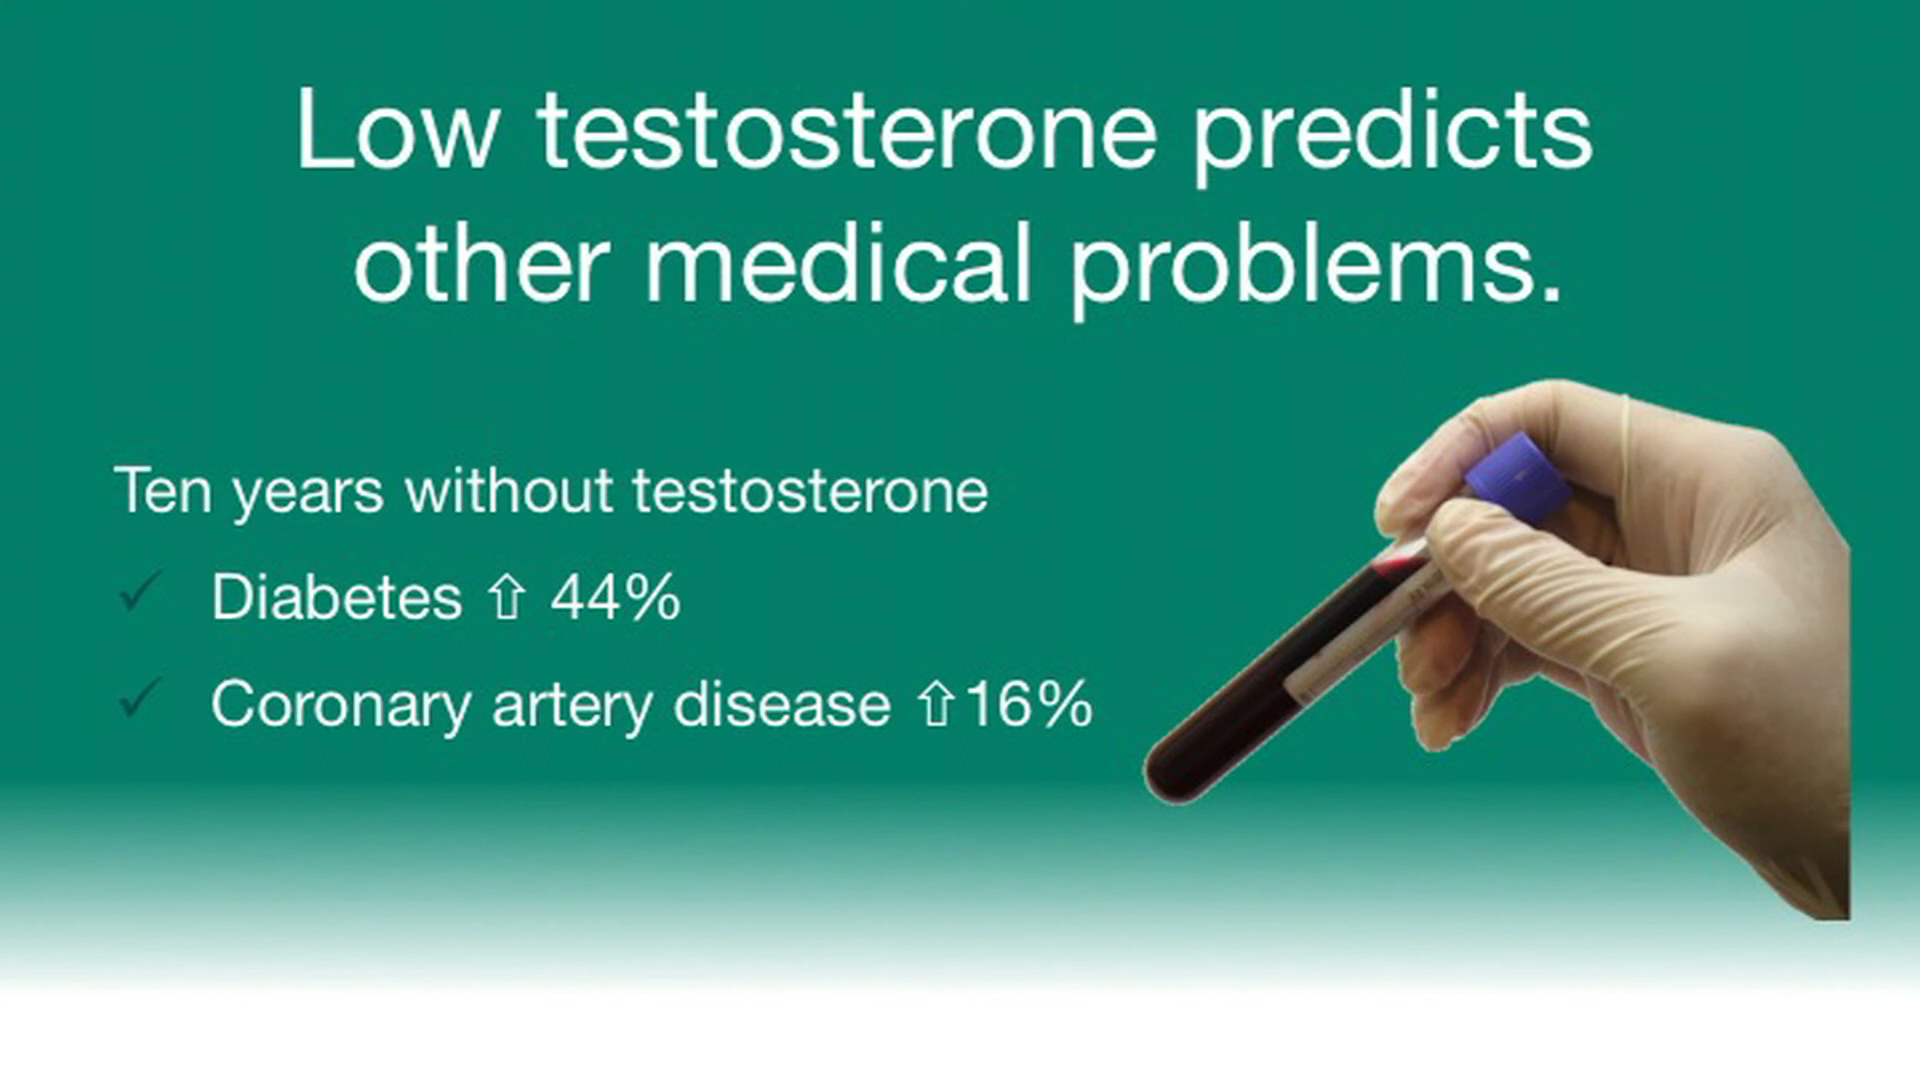 Low testosterone predicts
other medical problems.
Ten years without testosterone
✓ Diabetes ⇧ 44%
✓ Coronary artery disease ⇧16%